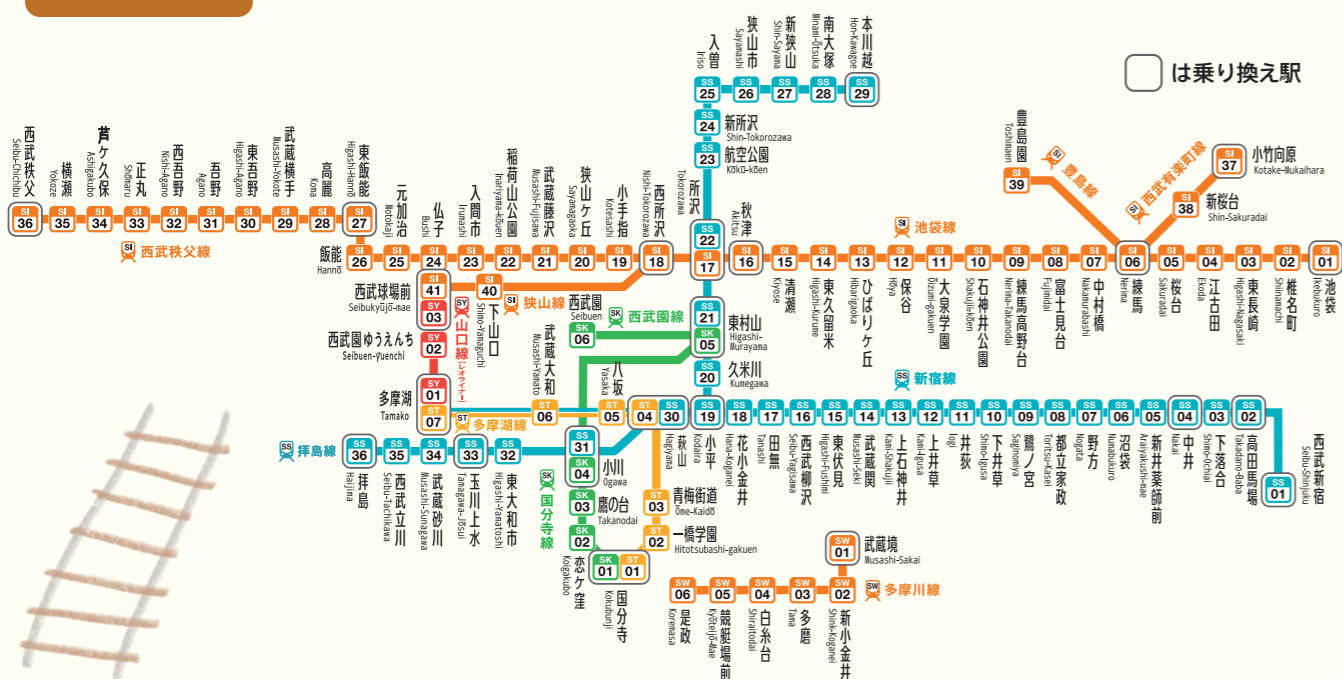 は乗り換え駅
本川越
Hon-Kawagoe
SS 29
南大塚
Minami-Ōtsuka
SS 28
新狭山
Shin-Sayama
SS 27
狭山市
Sayamashi
SS 26
入曽
Iriso
SS 25
SS 24
新所沢
Shin-Tokorozawa
SS 23
航空公園
Kōkū-kōen
所沢
Tokorozawa
SS 22
SI 17
西武秩父
Seibu-Chichibu
SI 36
横瀬
Yokoze
SI 35
芦ケ久保
Ashigakubo
SI 34
正丸
Shōmaru
SI 33
西吾野
Nishi-Agano
SI 32
吾野
Agano
SI 31
東吾野
Higashi-Agano
SI 30
武蔵横手
Musashi-Yokote
SI 29
高麗
Koma
SI 28
東飯能
Higashi-Hannō
SI 27
SI 西武秩父線
飯能
Hannō
SI 26
元加治
Motokaji
SI 25
仏子
Bushi
SI 24
入間市
Irumashi
SI 23
稲荷山公園
Inariyama-kōuen
SI 22
武蔵藤沢
Musashi-Fujisawa
SI 21
狭山ケ丘
Sayamagaoka
SI 20
小手指
Kotesashi
SI 19
西所沢
Nishi-Tokorozawa
SI 18
秋津
Akitsu
SI 16
SI 15
清瀬
Kiyose
SI 14
東久留米
Higashi-Kurume
SI 13
ひばりケ丘
Hibarigaoka
SI 12
保谷
Hōya
SI 池袋線
SI 11
大泉学園
Ōizumi-gakuen
SI 10
石神井公園
Shakujii-kōen
SI 09
練馬高野台
Nerima-Takanodai
SI 08
富士見台
Fujimidai
SI 07
中村橋
Nakamurabashi
SI 06
練馬
Nerima
SI 05
桜台
Sakuradai
SI 04
江古田
Ekoda
SI 03
東長崎
Higashi-Nagasaki
SI 02
椎名町
Shiinamachi
SI 01
池袋
Ikebukuro
豊島園
Toshimaen
SI 39
SI 豊島線
SI 西武有楽町線
SI 37
小竹向原
Kotake-Mukaihara
SI 38
新桜台
Shin-Sakuradai
西武球場前
Seibukyūjō-mae
SI 41
SY 03
SI 40
下山口
Shimo-Yamaguchi
SI 狭山線
SY 山口線(レオライナー)
西武園ゆうえんち
Seibuen-yuenchi
SY 02
多摩湖
Tamako
SY 01
ST 07
ST 多摩湖線
西武園
Seibuen
SK 06
SK 西武園線
SS 21
SK 05
東村山
Higashi-Murayama
SS 20
久米川
Kumegawa
武蔵大和
Musashi-Yamato
ST 06
八坂
Yasaka
ST 05
ST 04
SS 30
萩山
Hagiyama
SS 19
小平
Kodaira
SS 新宿線
SS 18
花小金井
Hana-Koganei
SS 17
田無
Tanashi
SS 16
西武柳沢
Seibu-Yagisawa
SS 15
東伏見
Higashi-Fushimi
SS 14
武蔵関
Musashi-Seki
SS 13
上石神井
Kami-Shakujii
SS 12
上井草
Kami-Igusa
SS 11
井荻
Iogi
SS 10
下井草
Shimo-Igusa
SS 09
鷺ノ宮
Saginomiya
SS 08
都立家政
Toritsu-Kasei
SS 07
野方
Nogata
SS 06
沼袋
Numabukuro
SS 05
新井薬師前
Araiyakushi-mae
SS 04
中井
Nakai
SS 03
下落合
Shimo-Ochiai
SS 02
高田馬場
Takadano-Baba
SS 01
西武新宿
Seibu-Shinjuku
SS 拝島線
SS 36
拝島
Haijima
SS 35
西武立川
Seibu-Tachikawa
SS 34
武蔵砂川
Musashi-Sunagawa
SS 33
玉川上水
Tamagawa-Jōsui
SS 32
東大和市
Higashi-Yamatoshi
SS 31
SK 04
小川
Ogawa
SK 国分寺線
SK 03
鷹の台
Takanodai
SK 02
恋ケ窪
Koigakubo
SK 01
ST 01
国分寺
Kokubunji
ST 03
青梅街道
Ōme-Kaidō
ST 02
一橋学園
Hitotsubashi-gakuen
SW 01
武蔵境
Musashi-Sakai
SW 多摩川線
SW 06
是政
Koremasa
SW 05
競艇場前
Kyōteijō-Mae
SW 04
白糸台
Shiraitodai
SW 03
多磨
Tama
SW 02
新小金井
Shink-Koganei